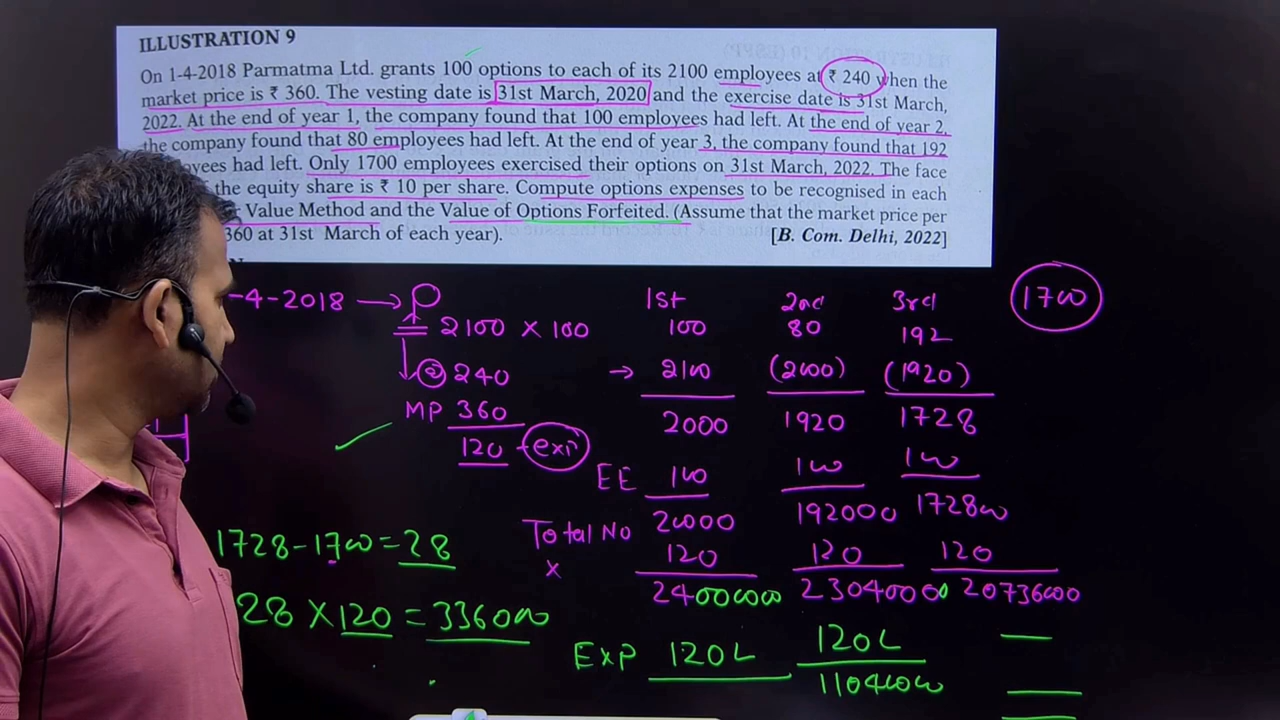 ILLUSTRATION 9
On 1-4-2018 Parmatma Ltd. grants 100 options to each of its 2100 employees at ₹ 240 when the
market price is ₹ 360. The vesting date is 31st March, 2020 and the exercise date is 31st March,
2022. At the end of year 1, the company found that 100 employees had left. At the end of year 2,
the company found that 80 employees had left. At the end of year 3, the company found that 192
yees had left. Only 1700 employees exercised their options on 31st March, 2022. The face
the equity share is ₹ 10 per share. Compute options expenses to be recognised in each
Value Method and the Value of Options Forfeited. (Assume that the market price per
360 at 31st March of each year). [B. Com. Delhi, 2022]
-4-2018 → 1st 2nd 3rd 1700
2100 X 100 100 80 192
@ 240 → 2100 (2000) (1920)
MP 360 2000 1920 1728
120 - exp
EE 100 100 100
Total No 20000 192000 172800
1728-1700=28 X 120 120 120
2400000 23040000 20736000
28 X 120 = 336000
Exp 120L 120L
11040000